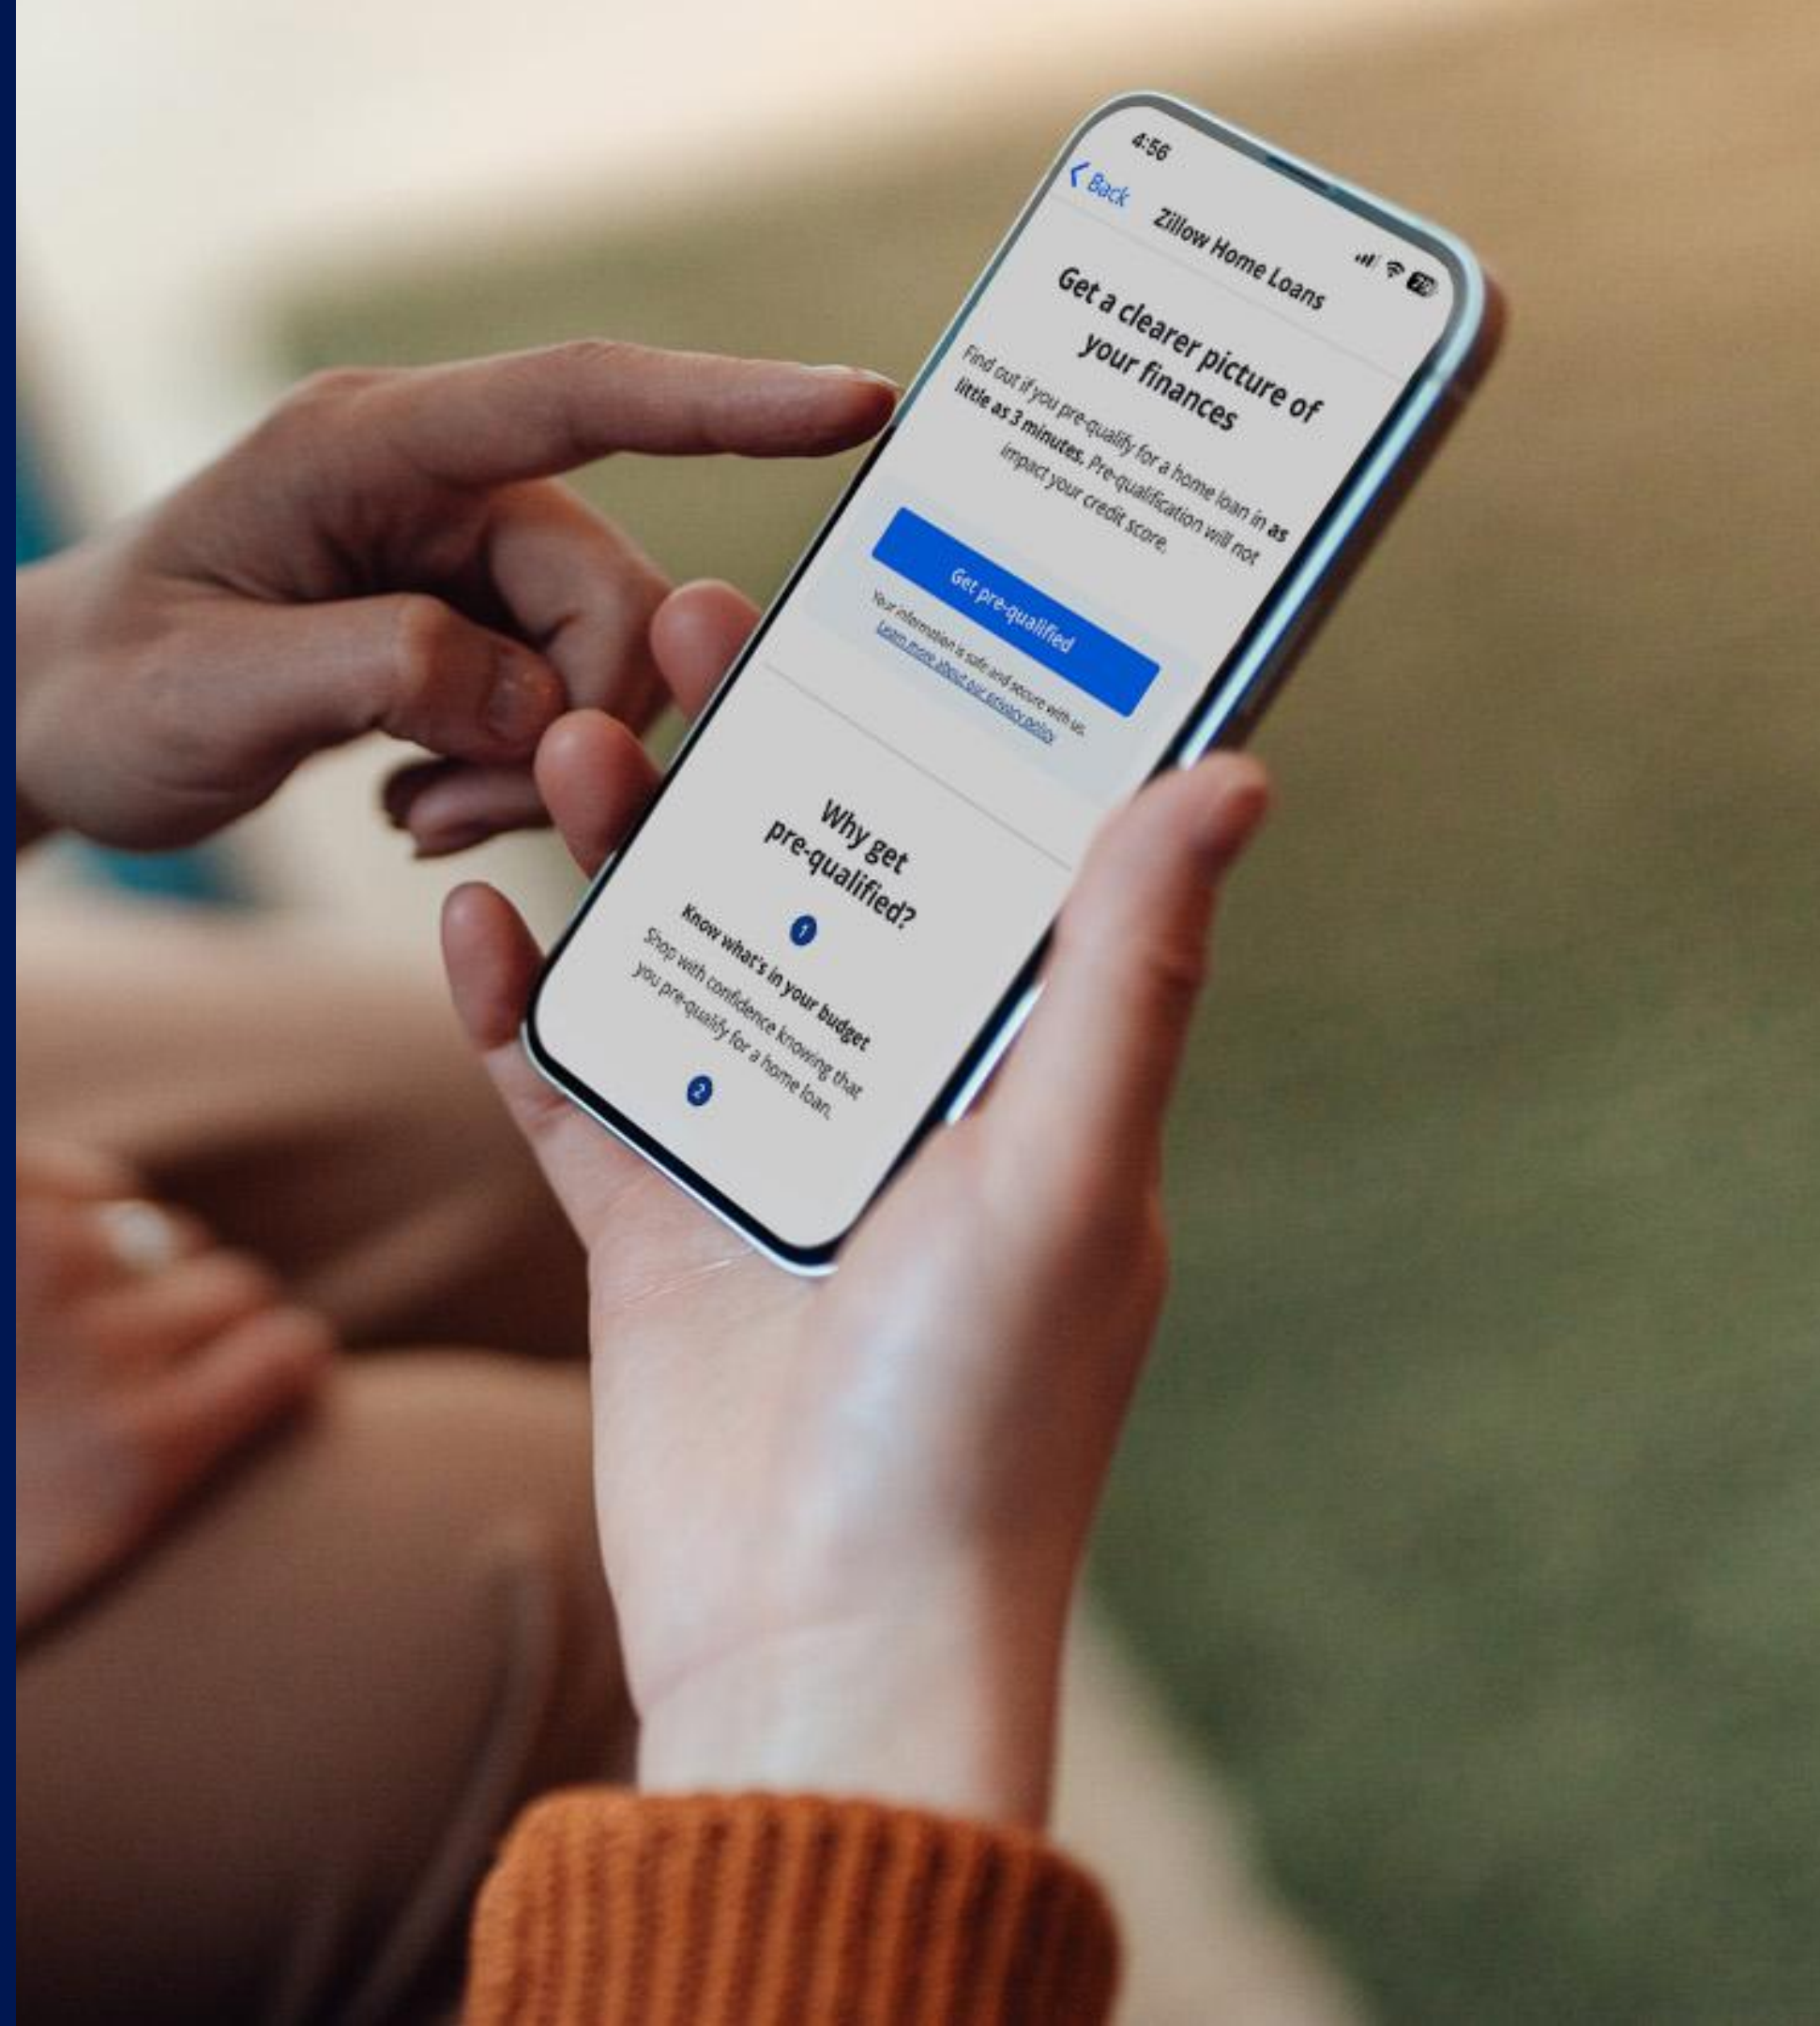 4:56
Back
Zillow Home Loans
Get a clearer picture of
your finances
Find out if you pre-qualify for a home loan in as
little as 3 minutes. Pre-qualification will not
impact your credit score.
Get pre-qualified
Your information is safe and secure with us.
Learn more about our privacy policy
Why get
pre-qualified?
1
Know what's in your budget
Shop with confidence knowing that
you pre-qualify for a home loan.
2